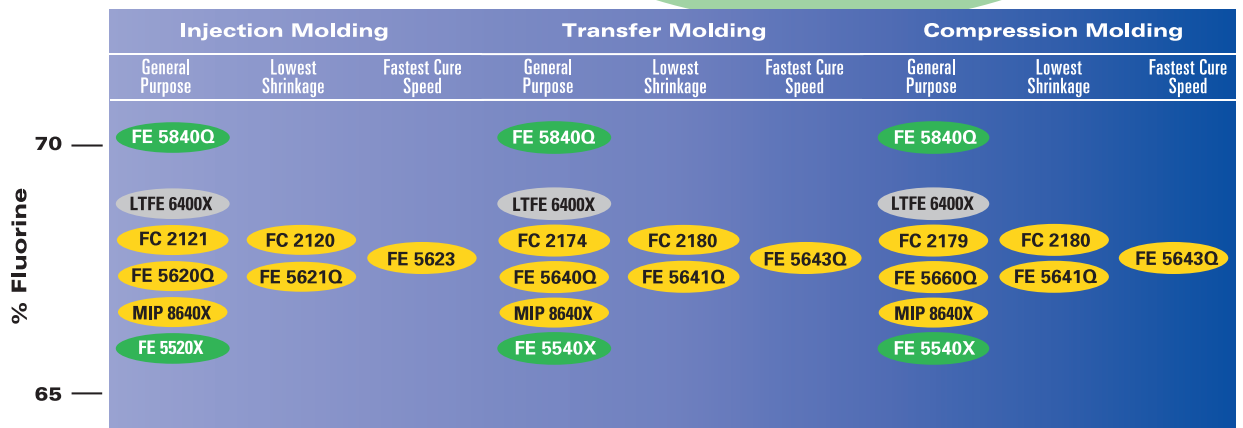 Injection Molding Transfer Molding Compression Molding
General Purpose Lowest Shrinkage Fastest Cure Speed General Purpose Lowest Shrinkage Fastest Cure Speed General Purpose Lowest Shrinkage Fastest Cure Speed
% Fluorine
70
FE 5840Q FE 5840Q FE 5840Q
LTFE 6400X LTFE 6400X LTFE 6400X
FC 2121 FC 2120 FC 2174 FC 2180 FC 2179 FC 2180
FE 5623 FE 5643Q FE 5643Q
FE 5620Q FE 5621Q FE 5640Q FE 5641Q FE 5660Q FE 5641Q
MIP 8640X MIP 8640X MIP 8640X
FE 5520X FE 5540X FE 5540X
65